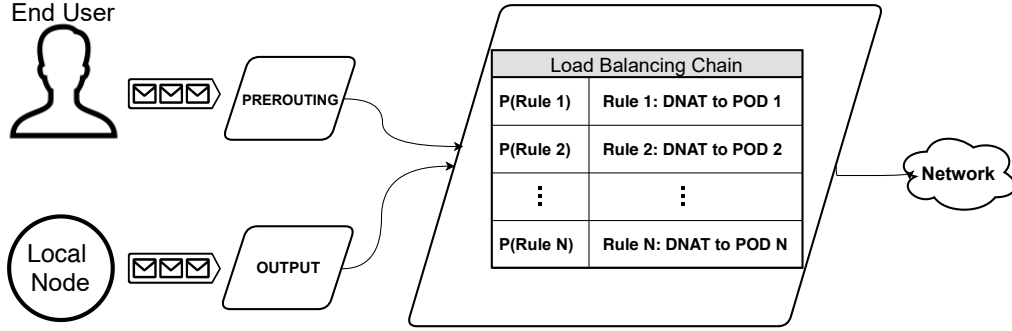 End User
PREROUTING
Local
Node
OUTPUT
Load Balancing Chain
P(Rule 1) Rule 1: DNAT to POD 1
P(Rule 2) Rule 2: DNAT to POD 2
⋮ ⋮
P(Rule N) Rule N: DNAT to POD N
Network